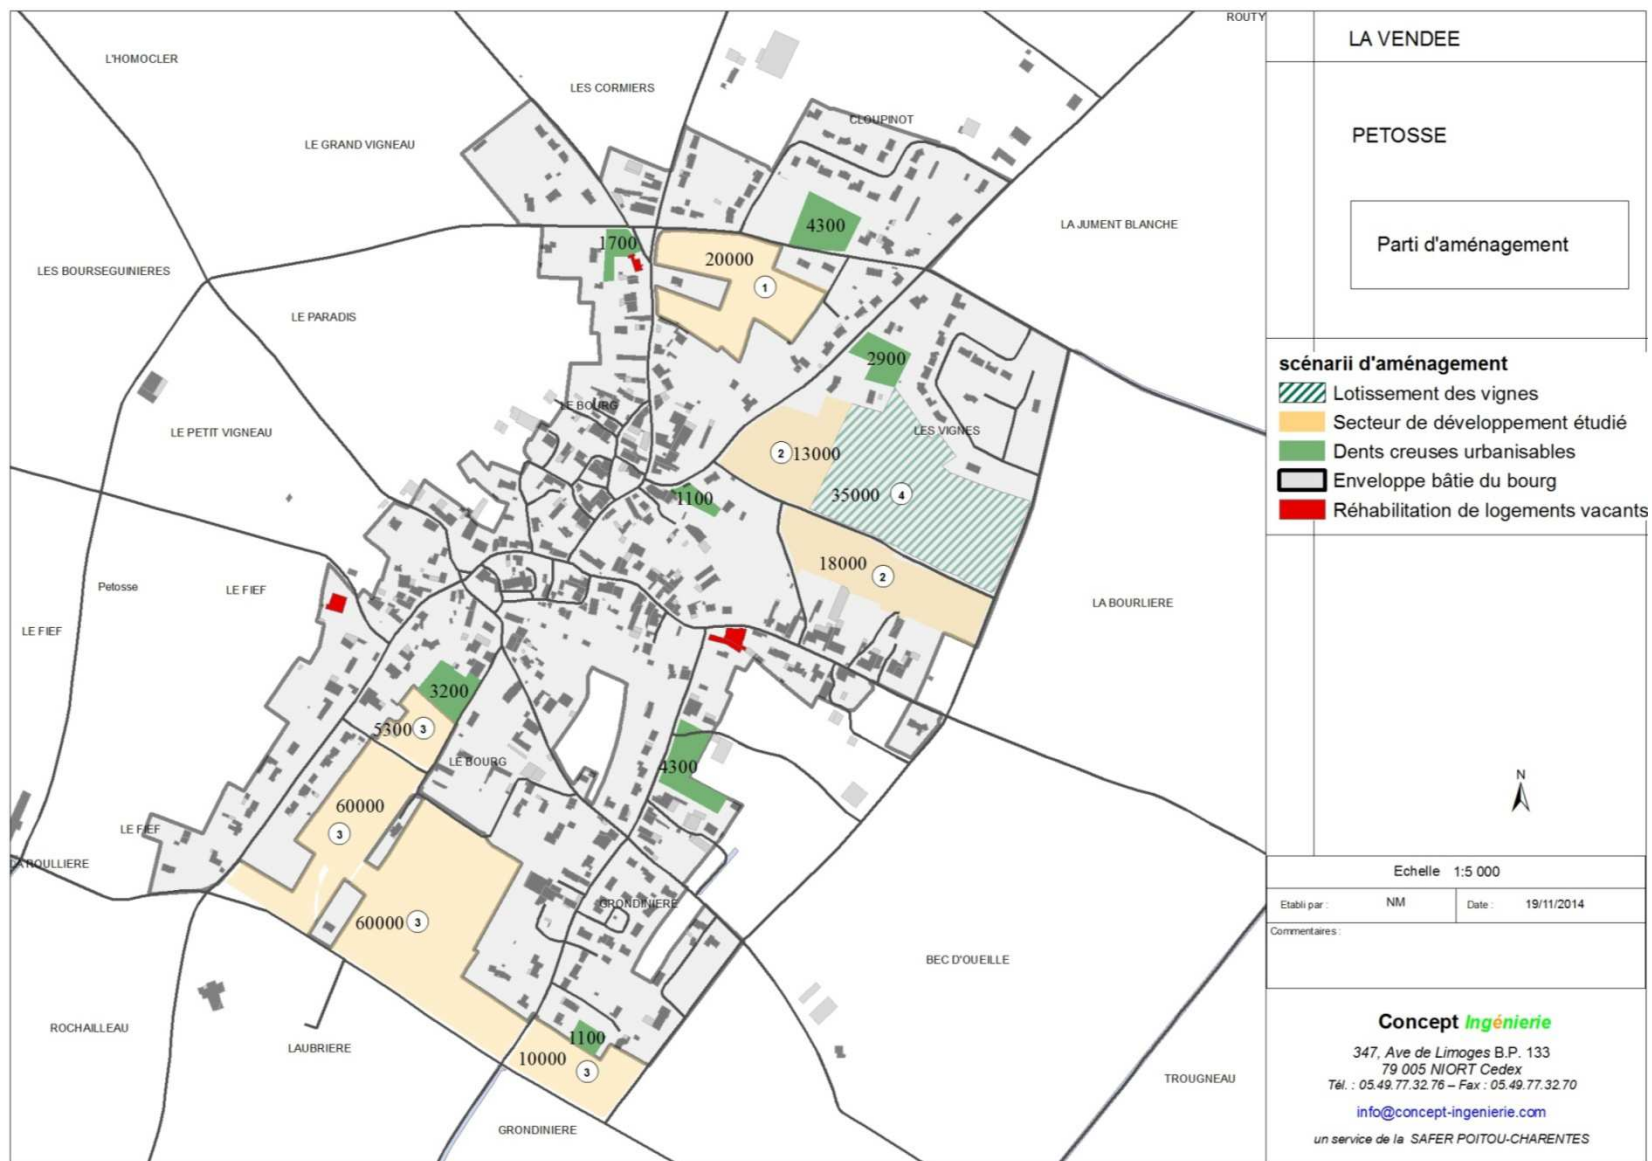 ROUTY
L'HOMOCLER
LES CORMIERS
CLOUPINOT
LE GRAND VIGNEAU
4300
LA JUMENT BLANCHE
1700
20000
1
LES BOURSEGUINIERES
LE PARADIS
2900
LE BOURG
LE PETIT VIGNEAU
LES VIGNES
2 13000
35000 4
1100
18000 2
Petosse
LE FIEF
LA BOURLIERE
LE FIEF
3200
5300 3
LE BOURG
4300
60000
3
LE FIEF
LA ROULLIERE
GRONDINIERE
60000 3
BEC D'OUEILLE
ROCHAILLEAU
LAUBRIERE
1100
10000
3
TROUGNEAU
GRONDINIERE
LA VENDEE
PETOSSE
Parti d'aménagement
scénarii d'aménagement
Lotissement des vignes
Secteur de développement étudié
Dents creuses urbanisables
Enveloppe bâtie du bourg
Réhabilitation de logements vacants
N
Echelle 1:5 000
Etabli par : NM Date : 19/11/2014
Commentaires :
Concept Ingénierie
347, Ave de Limoges B.P. 133
79 005 NIORT Cedex
Tél. : 05.49.77.32.76 – Fax : 05.49.77.32.70
info@concept-ingenierie.com
un service de la SAFER POITOU-CHARENTES